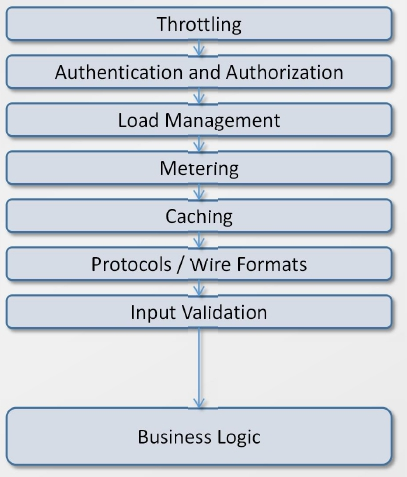 Throttling
Authentication and Authorization
Load Management
Metering
Caching
Protocols / Wire Formats
Input Validation
Business Logic